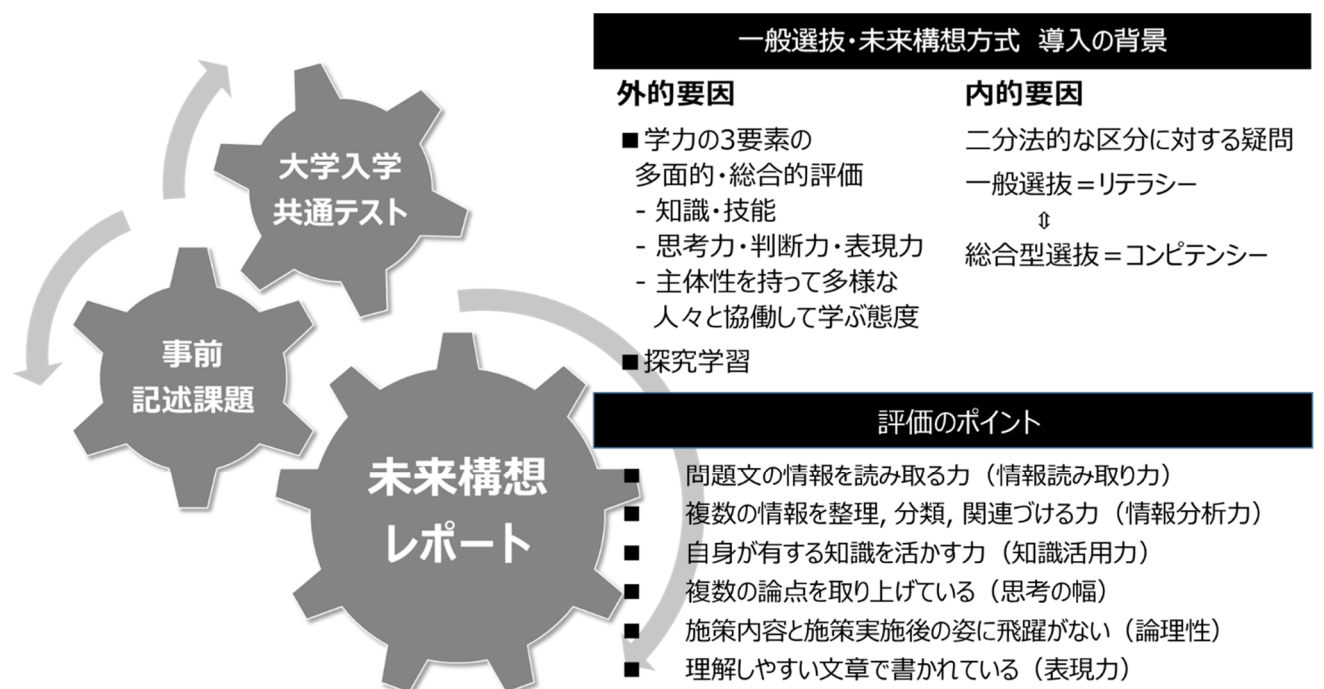 大学入学
共通テスト
事前
記述課題
未来構想
レポート
一般選抜・未来構想方式 導入の背景
外的要因
■学力の3要素の
多面的・総合的評価
- 知識・技能
- 思考力・判断力・表現力
- 主体性を持って多様な
人々と協働して学ぶ態度
■探究学習
内的要因
二分法的な区分に対する疑問
一般選抜=リテラシー
⇕
総合型選抜=コンピテンシー
評価のポイント
■ 問題文の情報を読み取る力(情報読み取り力)
■ 複数の情報を整理, 分類, 関連づける力(情報分析力)
■ 自身が有する知識を活かす力(知識活用力)
■ 複数の論点を取り上げている(思考の幅)
■ 施策内容と施策実施後の姿に飛躍がない(論理性)
■ 理解しやすい文章で書かれている(表現力)